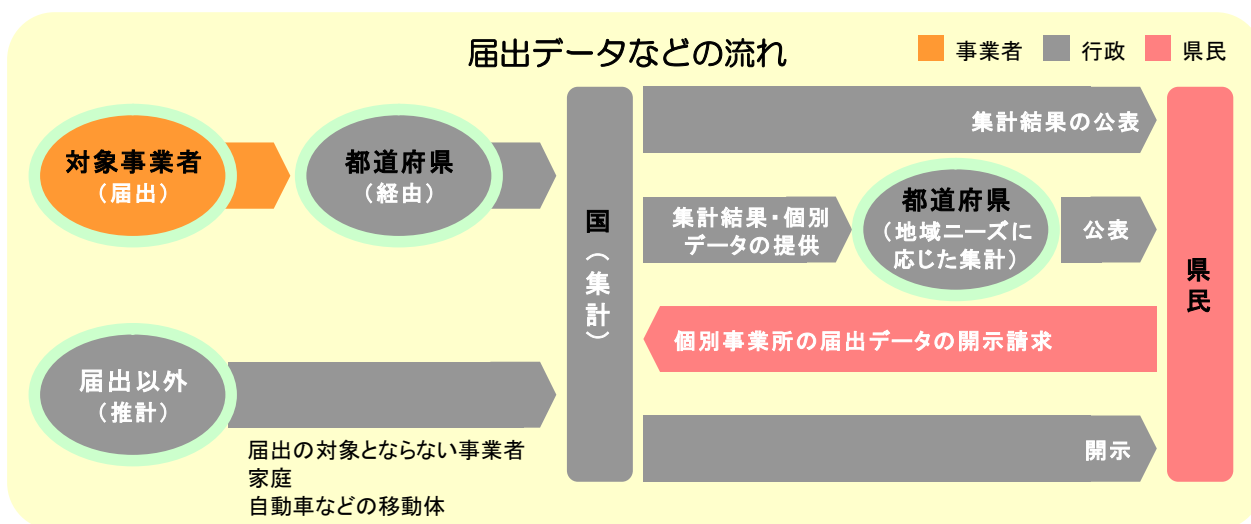 届出データなどの流れ
事業者
行政
県民
対象事業者
（届出）
都道府県
（経由）
国（集計）
集計結果の公表
集計結果・個別
データの提供
都道府県
（地域ニーズに
応じた集計）
公表
県民
個別事業所の届出データの開示請求
届出以外
（推計）
開示
届出の対象とならない事業者
家庭
自動車などの移動体